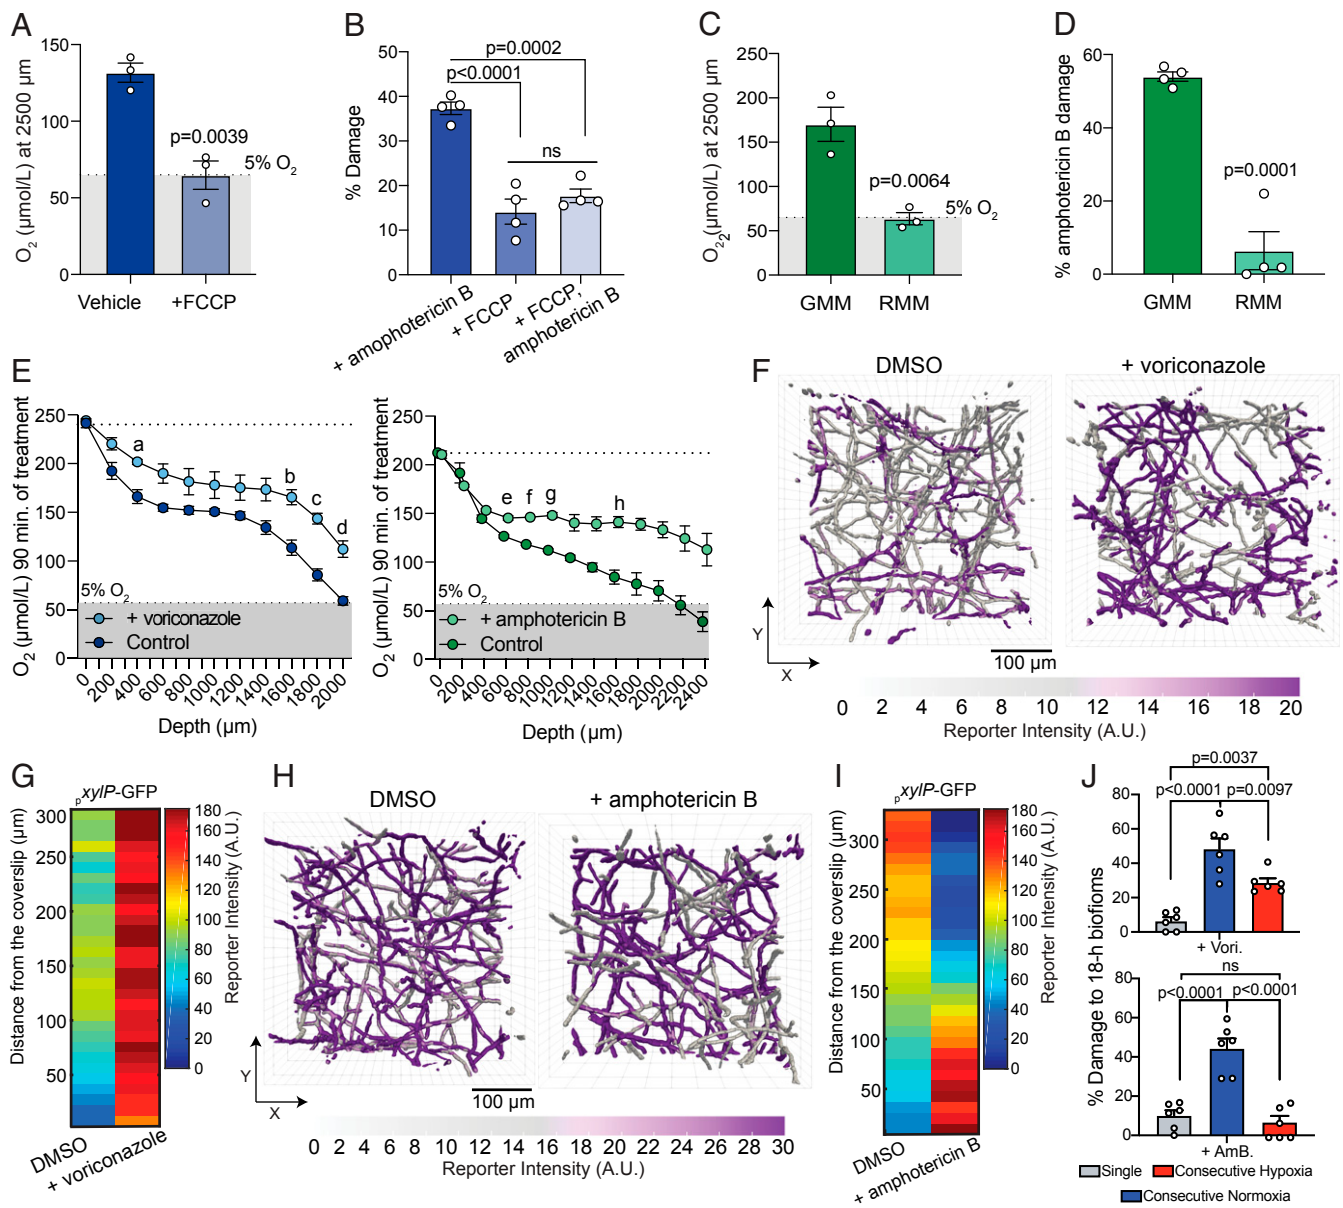 A
O₂ (µmol/L) at 2500 µm
150
100
50
0
p=0.0039
5% O₂
Vehicle
+FCCP
B
% Damage
50
40
30
20
10
0
p=0.0002
p<0.0001
ns
+ amophotericin B
+ FCCP
+ FCCP,
amphotericin B
C
O₂₂(µmol/L) at 2500 µm
250
200
150
100
50
0
p=0.0064
5% O₂
GMM
RMM
D
% amphotericin B damage
60
40
20
0
p=0.0001
GMM
RMM
E
O₂ (µmol/L) 90 min. of treatment
250
200
150
100
50
0
a
b
c
d
5% O₂
+ voriconazole
Control
0 200 400 600 800 1000 1200 1400 1600 1800 2000
Depth (µm)
O₂ (µmol/L) 90 min. of treatment
250
200
150
100
50
0
e f g h
5% O₂
+ amphotericin B
Control
0 200 400 600 800 1000 1200 1400 1600 1800 2000 2200 2400
Depth (µm)
F
DMSO
+ voriconazole
Y
X
100 µm
0 2 4 6 8 10 12 14 16 18 20
Reporter Intensity (A.U.)
G
pxylP-GFP
Distance from the coverslip (µm)
300
250
200
150
100
50
180
160
140
120
100
80
60
40
20
0
Reporter Intensity (A.U.)
DMSO
+ voriconazole
H
DMSO
+ amphotericin B
Y
X
100 µm
0 2 4 6 8 10 12 14 16 18 20 22 24 26 28 30
Reporter Intensity (A.U.)
I
pxylP-GFP
Distance from the coverslip (µm)
300
250
200
150
100
50
180
160
140
120
100
80
60
40
20
0
Reporter Intensity (A.U.)
DMSO
+ amphotericin B
J
% Damage to 18-h biofioms
p=0.0037
p<0.0001 p=0.0097
80
60
40
20
0
+ Vori.
ns
p<0.0001 p<0.0001
80
60
40
20
0
+ AmB.
Single
Consecutive Hypoxia
Consecutive Normoxia